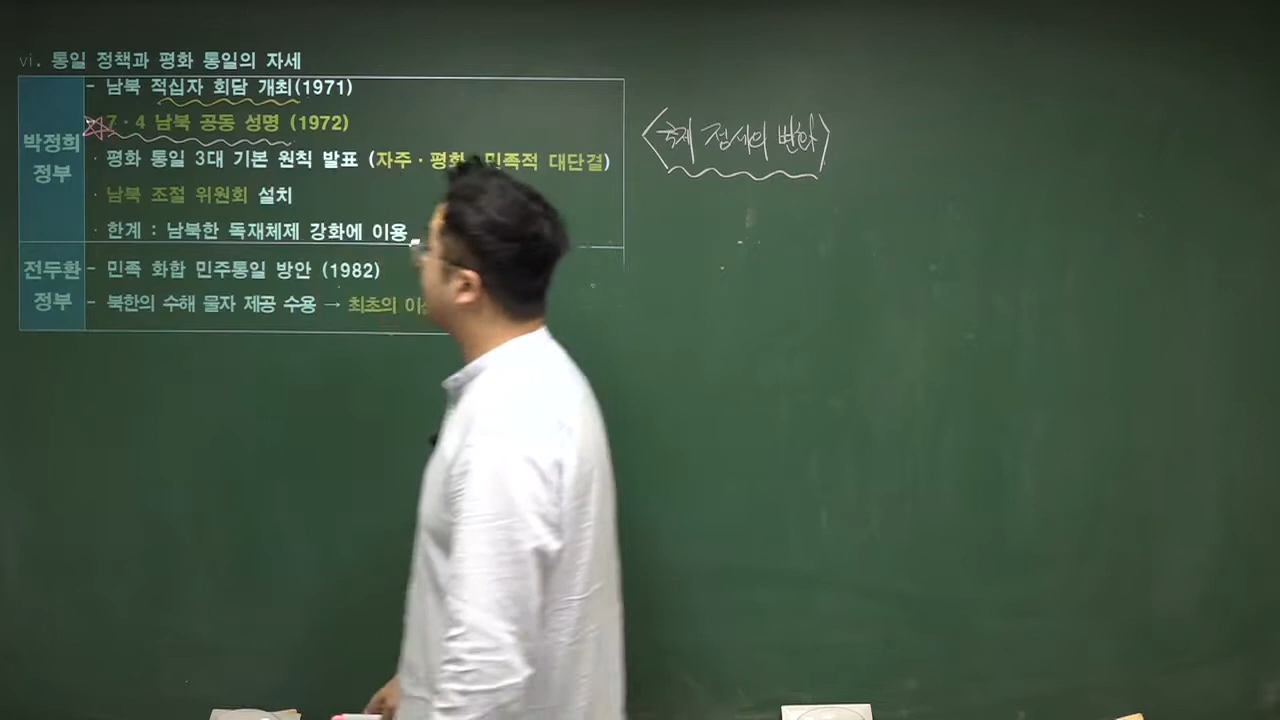 vi. 통일 정책과 평화 통일의 자세
박정희 정부
- 남북 적십자 회담 개최(1971)
7·4 남북 공동 성명 (1972)
· 평화 통일 3대 기본 원칙 발표 (자주·평화 민족적 대단결)
· 남북 조절 위원회 설치
· 한계 : 남북한 독재체제 강화에 이용
전두환 정부
- 민족 화합 민주통일 방안 (1982)
- 북한의 수해 물자 제공 수용 → 최초의
<국제 정세의 변화>